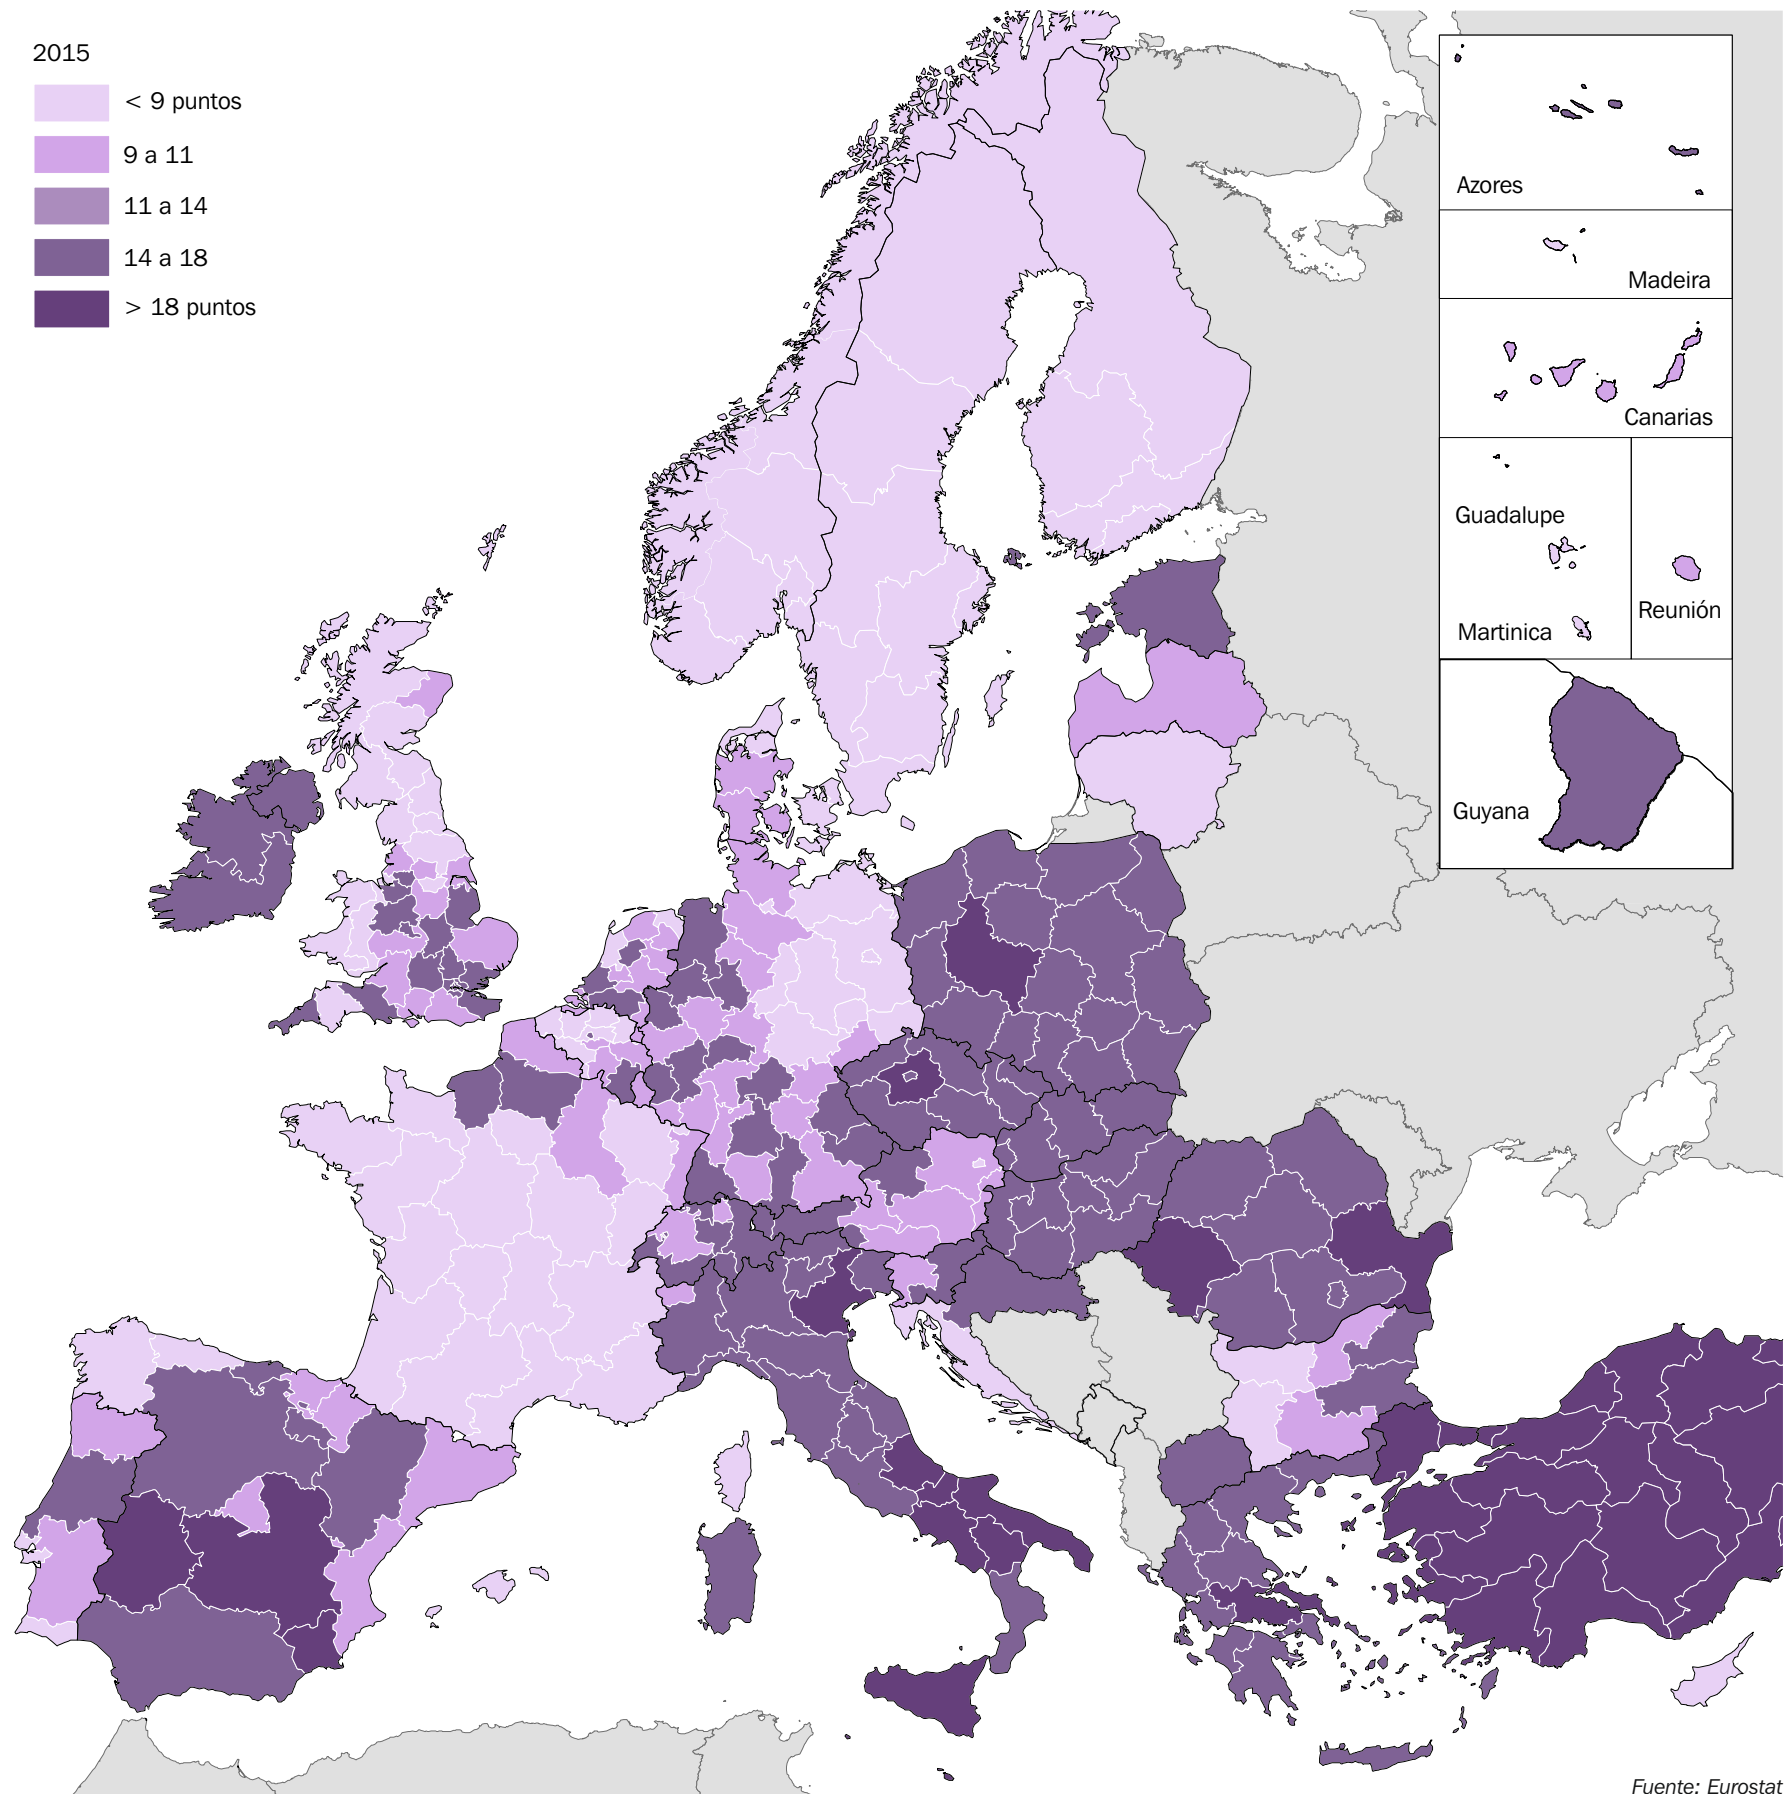 2015
< 9 puntos
9 a 11
11 a 14
14 a 18
> 18 puntos
Azores
Madeira
Canarias
Guadalupe
Martinica
Reunión
Guyana
Fuente: Eurostat